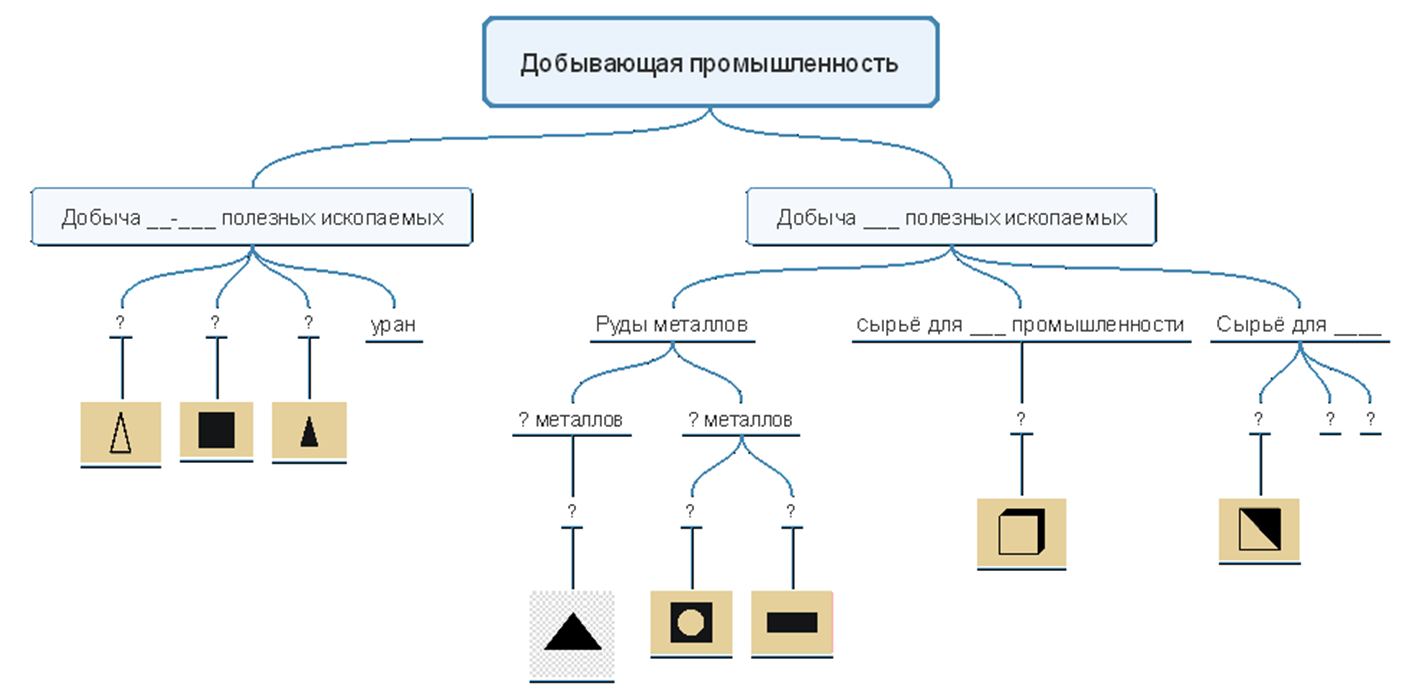 Добывающая промышленность
Добыча __-___ полезных ископаемых
Добыча ___ полезных ископаемых
? ? ? уран
Руды металлов
сырьё для ___ промышленности
Сырьё для ____
? металлов
? металлов
?
? ? ?
? ?
?